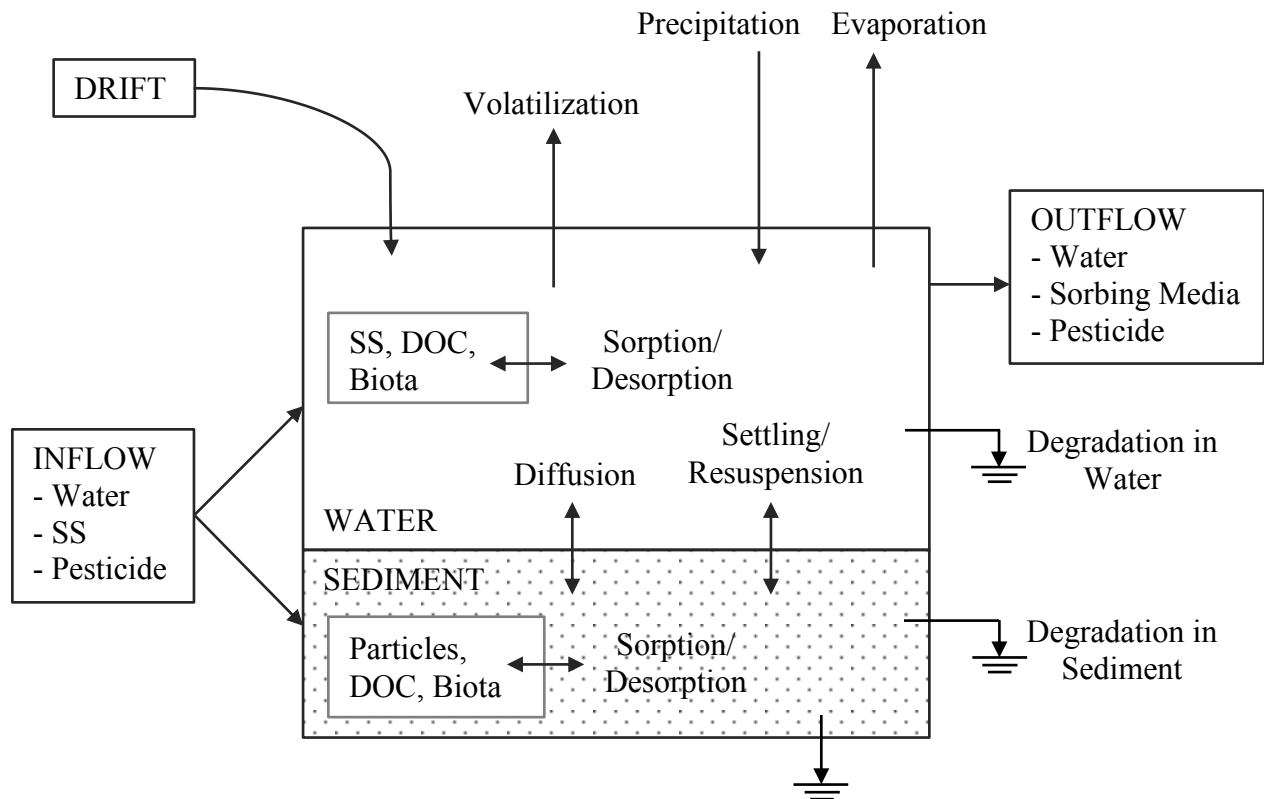 Precipitation
Evaporation
DRIFT
Volatilization
OUTFLOW
- Water
- Sorbing Media
- Pesticide
SS, DOC,
Biota
Sorption/
Desorption
INFLOW
- Water
- SS
- Pesticide
Settling/
Resuspension
Diffusion
Degradation in
Water
WATER
SEDIMENT
Particles,
DOC, Biota
Sorption/
Desorption
Degradation in
Sediment